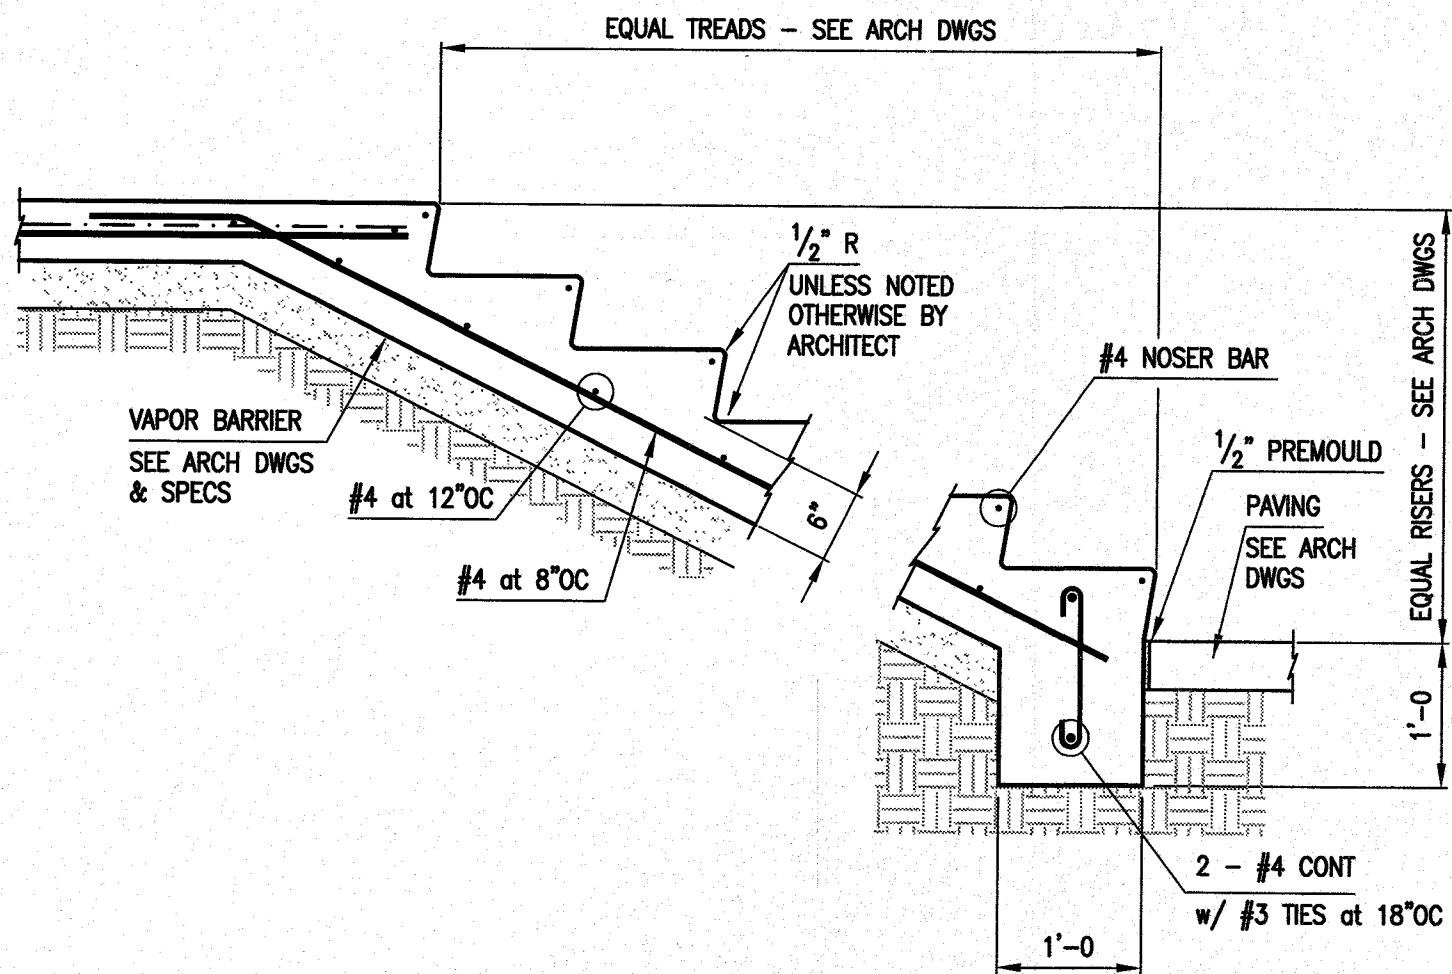 EQUAL TREADS - SEE ARCH DWGS
1/2" R
UNLESS NOTED
OTHERWISE BY
ARCHITECT
#4 NOSER BAR
EQUAL RISERS - SEE ARCH DWGS
VAPOR BARRIER
SEE ARCH DWGS
& SPECS
#4 at 12"OC
#4 at 8"OC
6"
1/2" PREMOULD
PAVING
SEE ARCH
DWGS
1'-0
2 - #4 CONT
w/ #3 TIES at 18"OC
1'-0